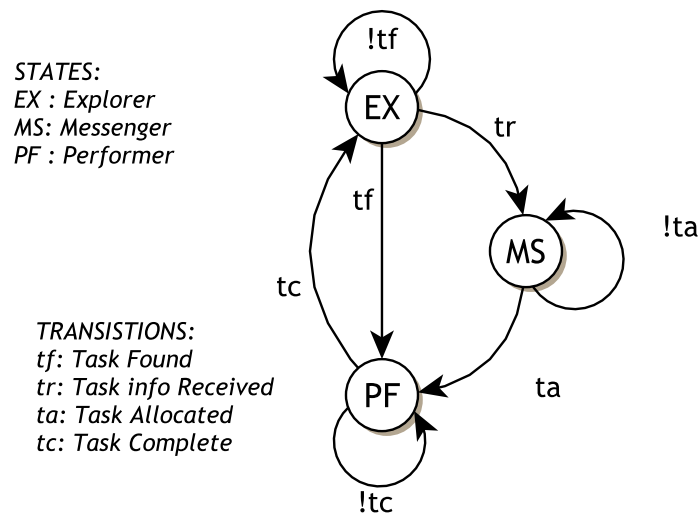 !tf
STATES:
EX : Explorer
MS: Messenger
PF : Performer
EX
tr
tf
MS
!ta
tc
TRANSISTIONS:
tf: Task Found
tr: Task info Received
ta: Task Allocated
tc: Task Complete
PF
ta
!tc